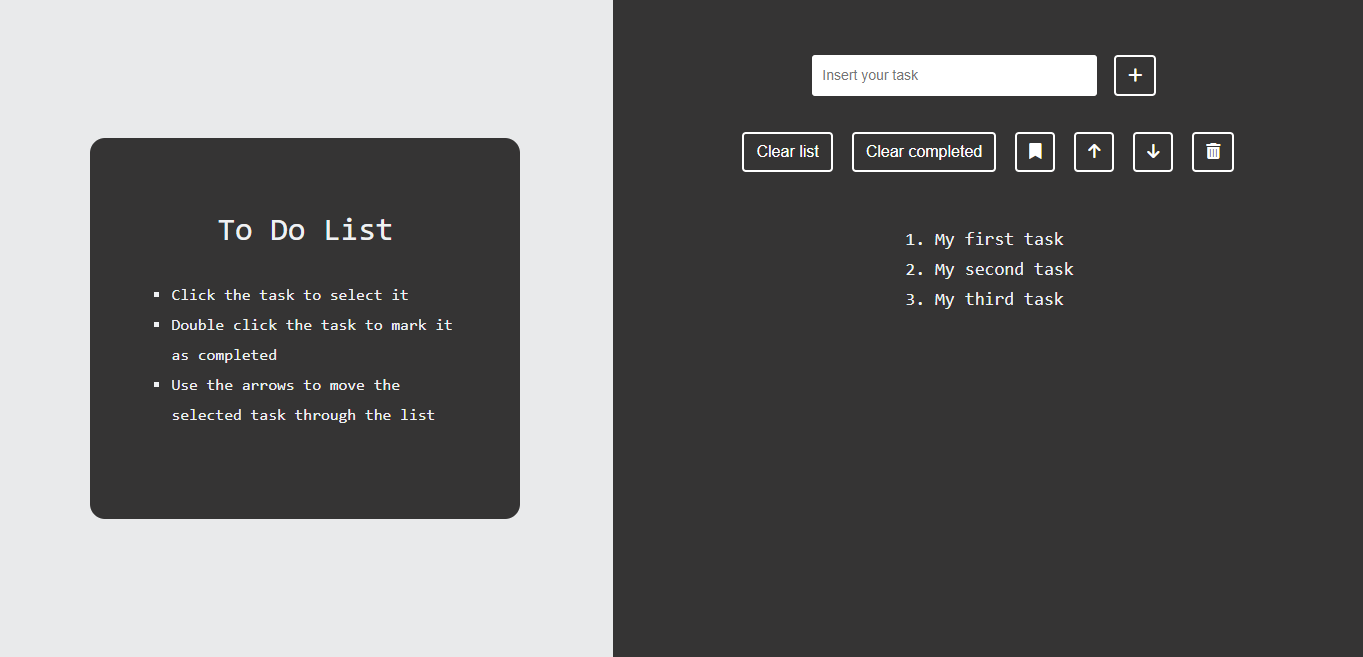 To Do List
Click the task to select it
Double click the task to mark it
as completed
Use the arrows to move the
selected task through the list
Insert your task
Clear list
Clear completed
1. My first task
2. My second task
3. My third task